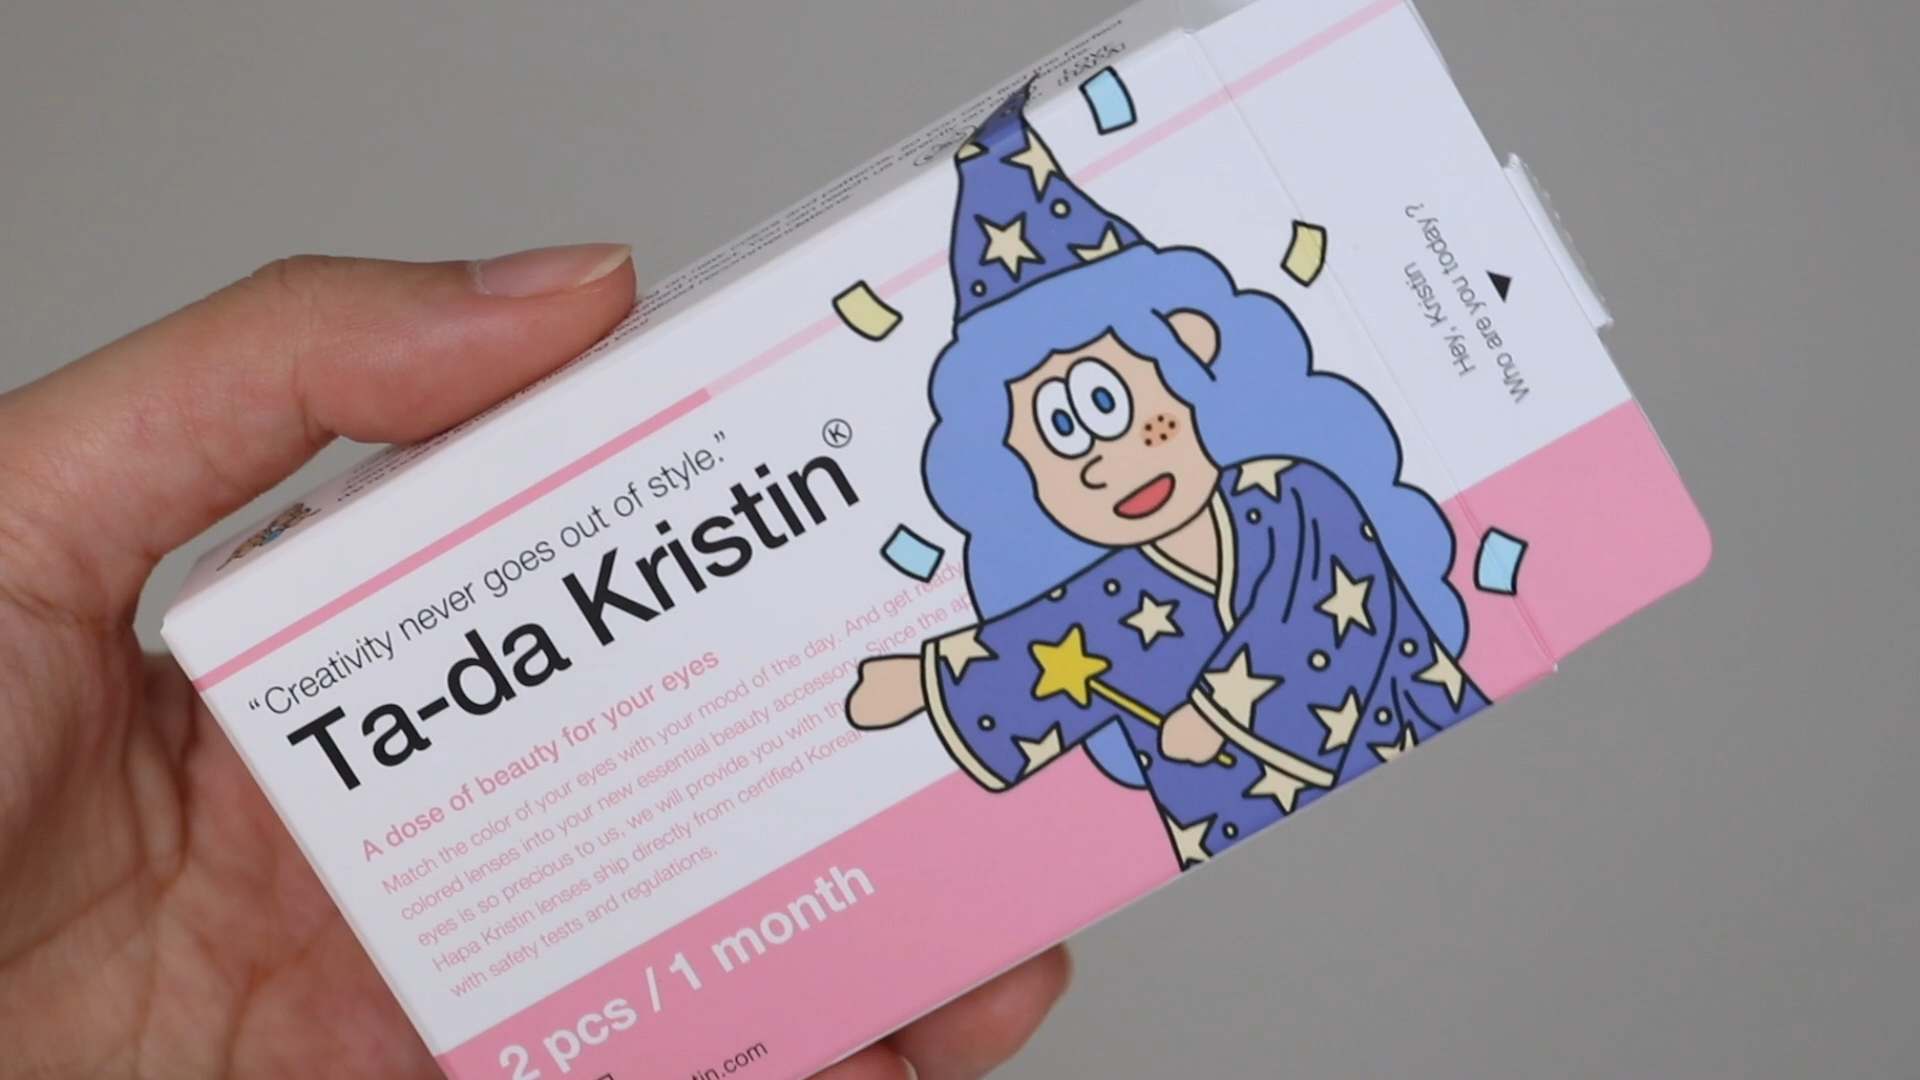 “Creativity never goes out of style.”
Ta-da Kristin K
A dose of beauty for your eyes
Match the color of your eyes with your mood of the day. And get ready
colored lenses into your new essential beauty accessory. Since the
eyes is so precious to us, we will provide you with
Hapa Kristin lenses ship directly from certified Korean
with safety tests and regulations.
2 pcs / 1 month
tin.com
Hey, Kristin
Who are you today?